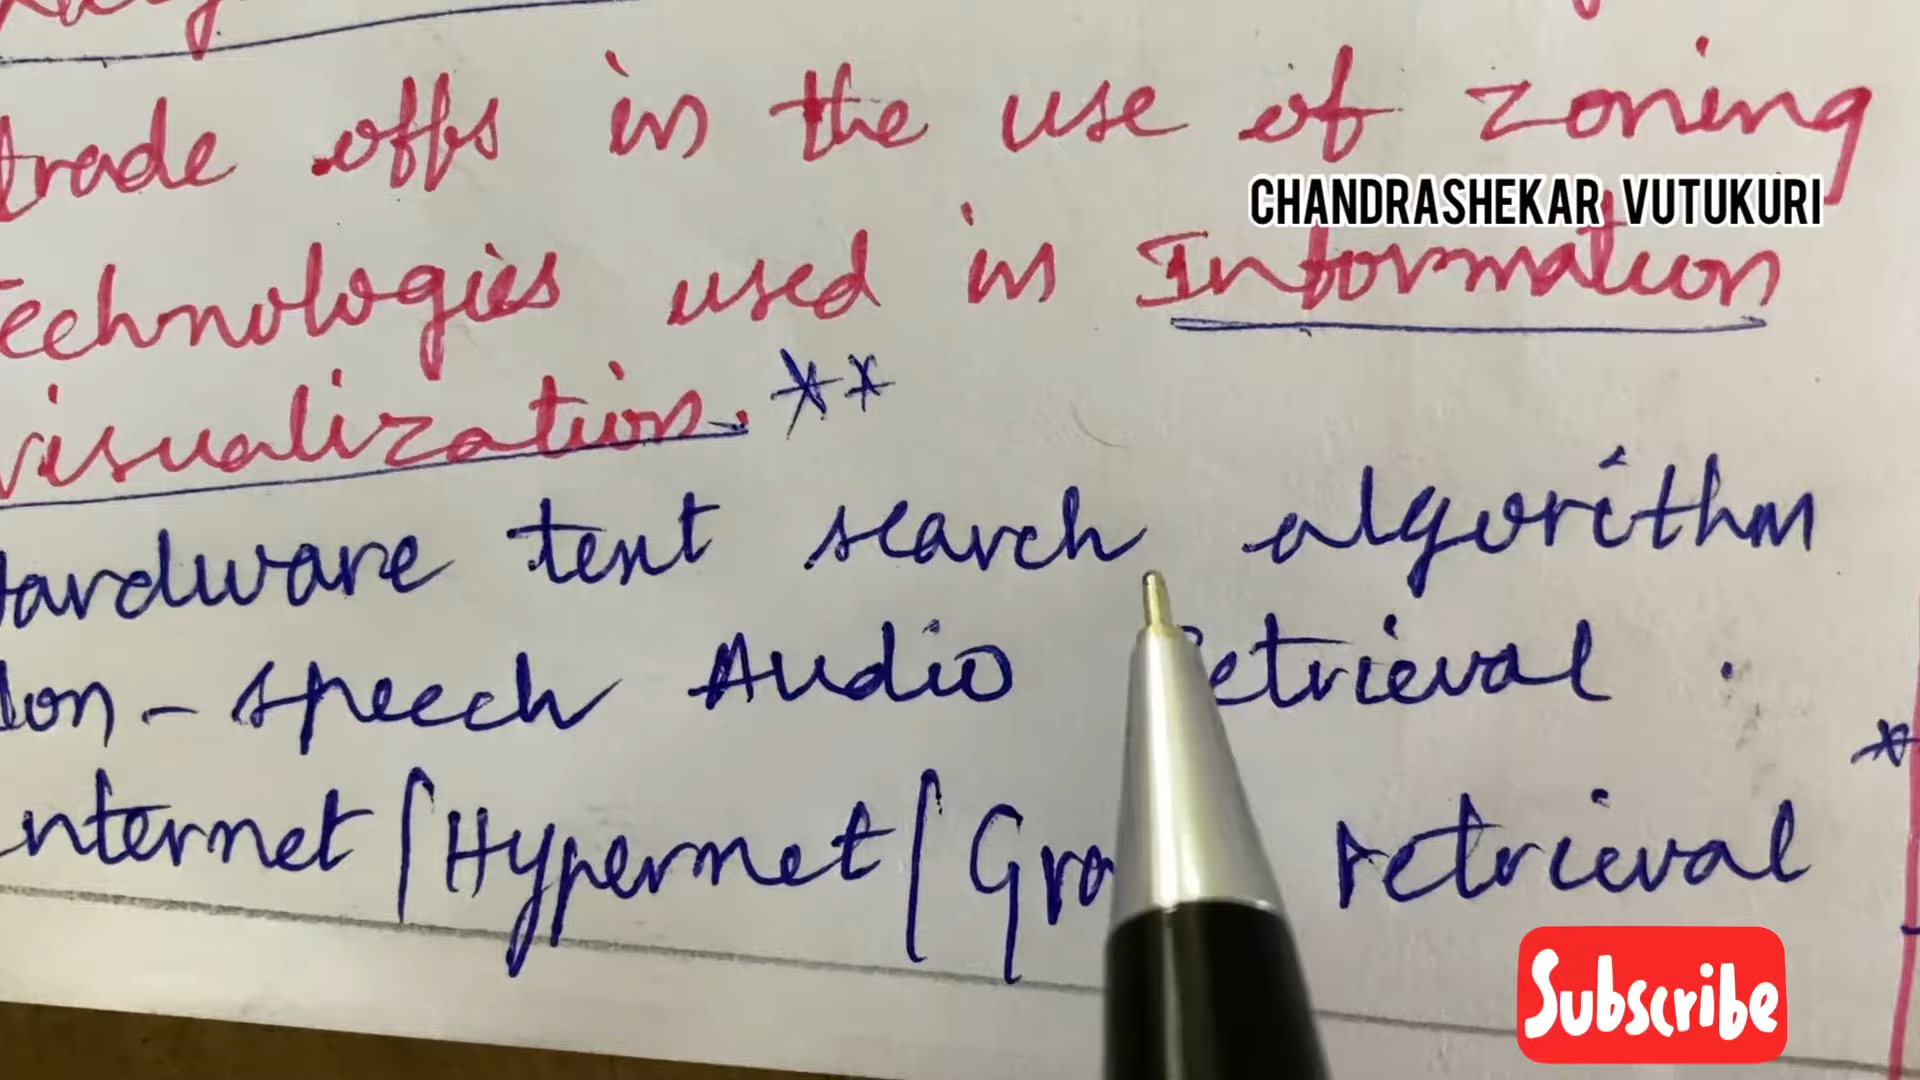 trade offs in the use of zoning
CHANDRASHEKAR VUTUKURI
Technologies used in Information
visualization. **
Hardware text search algorithm
Non-speech Audio Retrieval .
Internet/Hypernet/ retrieval *
Subscribe